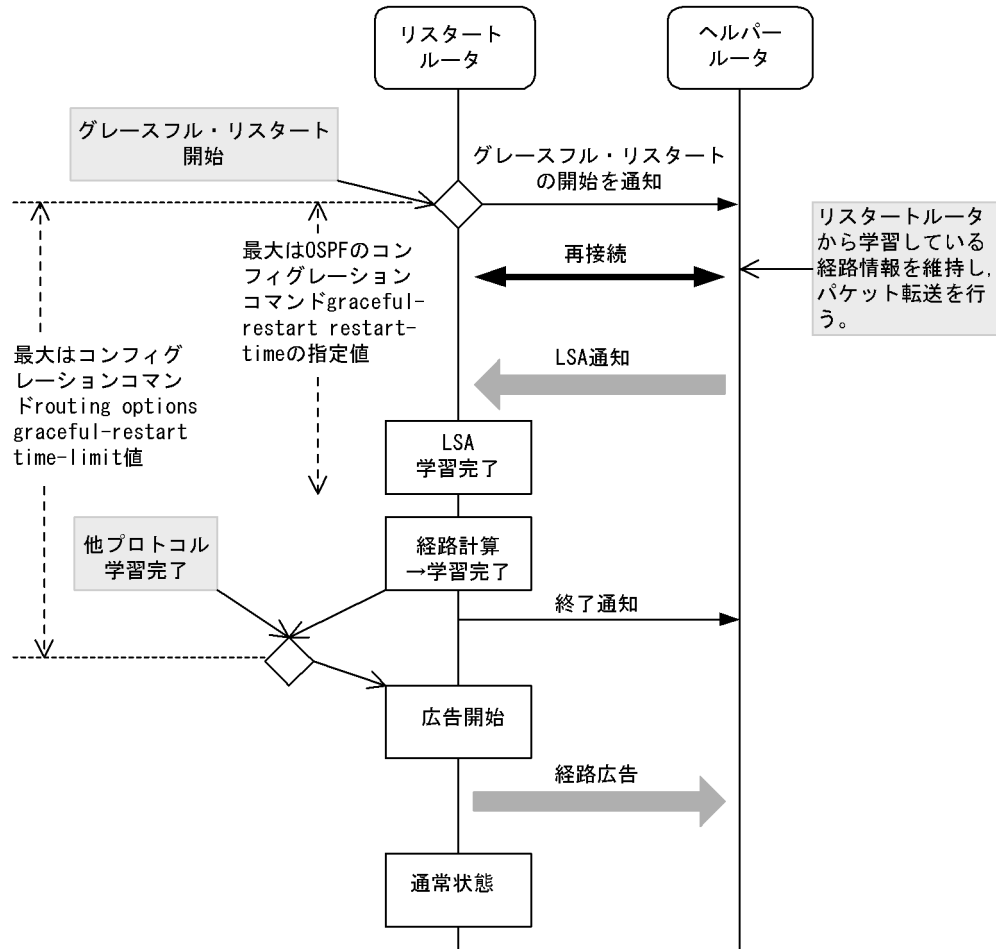 リスタート
ルータ
ヘルパー
ルータ
グレースフル・リスタート
開始
グレースフル・リスタート
の開始を通知
リスタートルータ
から学習している
経路情報を維持し,
パケット転送を行
う。
最大はOSPFのコン
フィグレーション
コマンドgraceful-
restart restart-
timeの指定値
再接続
最大はコンフィグ
レーションコマン
ドrouting options
graceful-restart
time-limit値
LSA通知
LSA
学習完了
他プロトコル
学習完了
経路計算
→学習完了
終了通知
広告開始
経路広告
通常状態